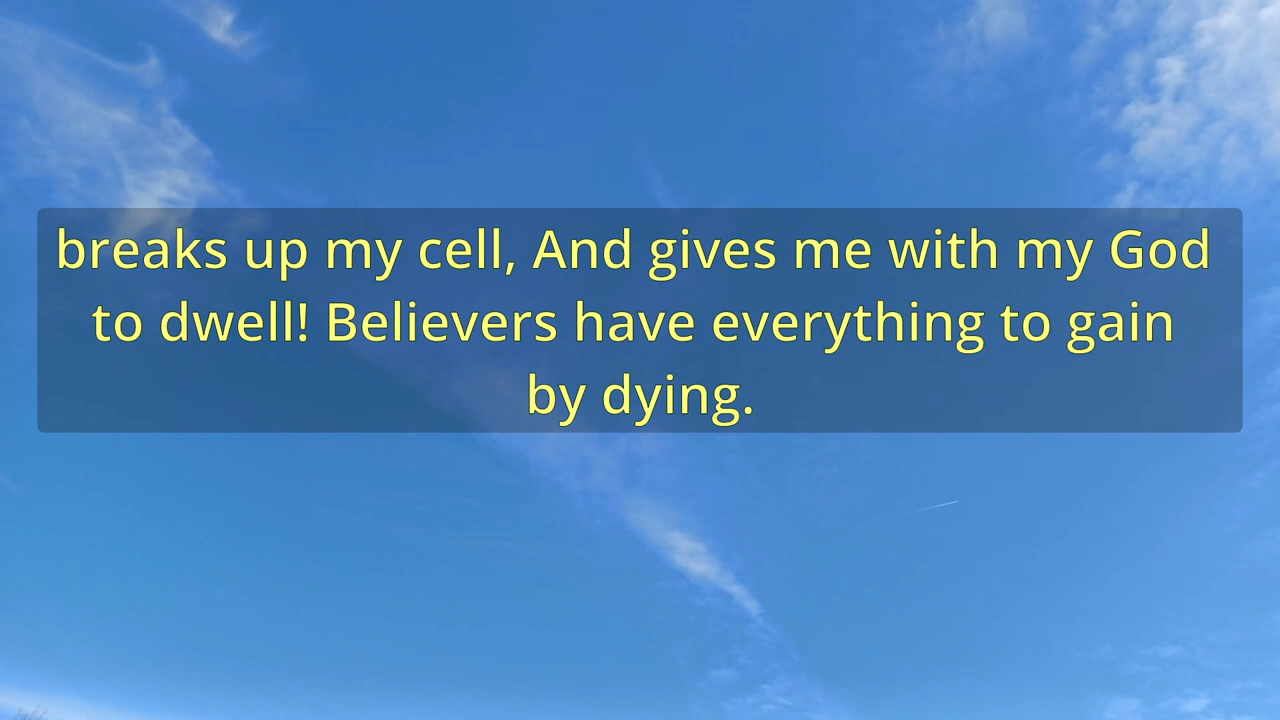 breaks up my cell, And gives me with my God
to dwell! Believers have everything to gain
by dying.